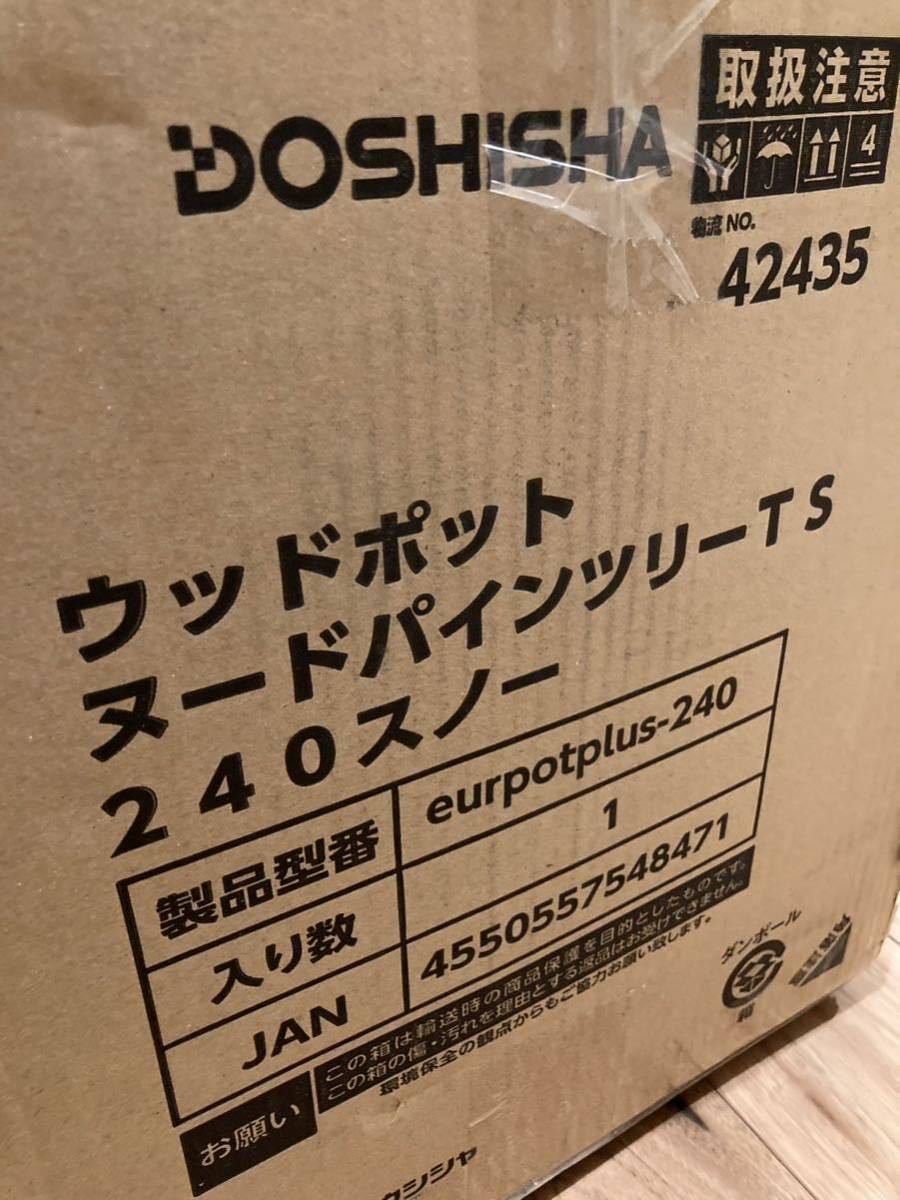 DOSHISHA
取扱注意
4
物流 NO.
42435
ウッドポット
ヌードパインツリーTS
240スノー
製品型番 eurpotplus-240
入り数 1
JAN 4550557548471
お願い
この箱は輸送時の商品保護を目的としたものです。
この箱の傷・汚れを理由とする返品はお受けできません。
環境保全の観点からもご協力お願い致します。
ダンボール